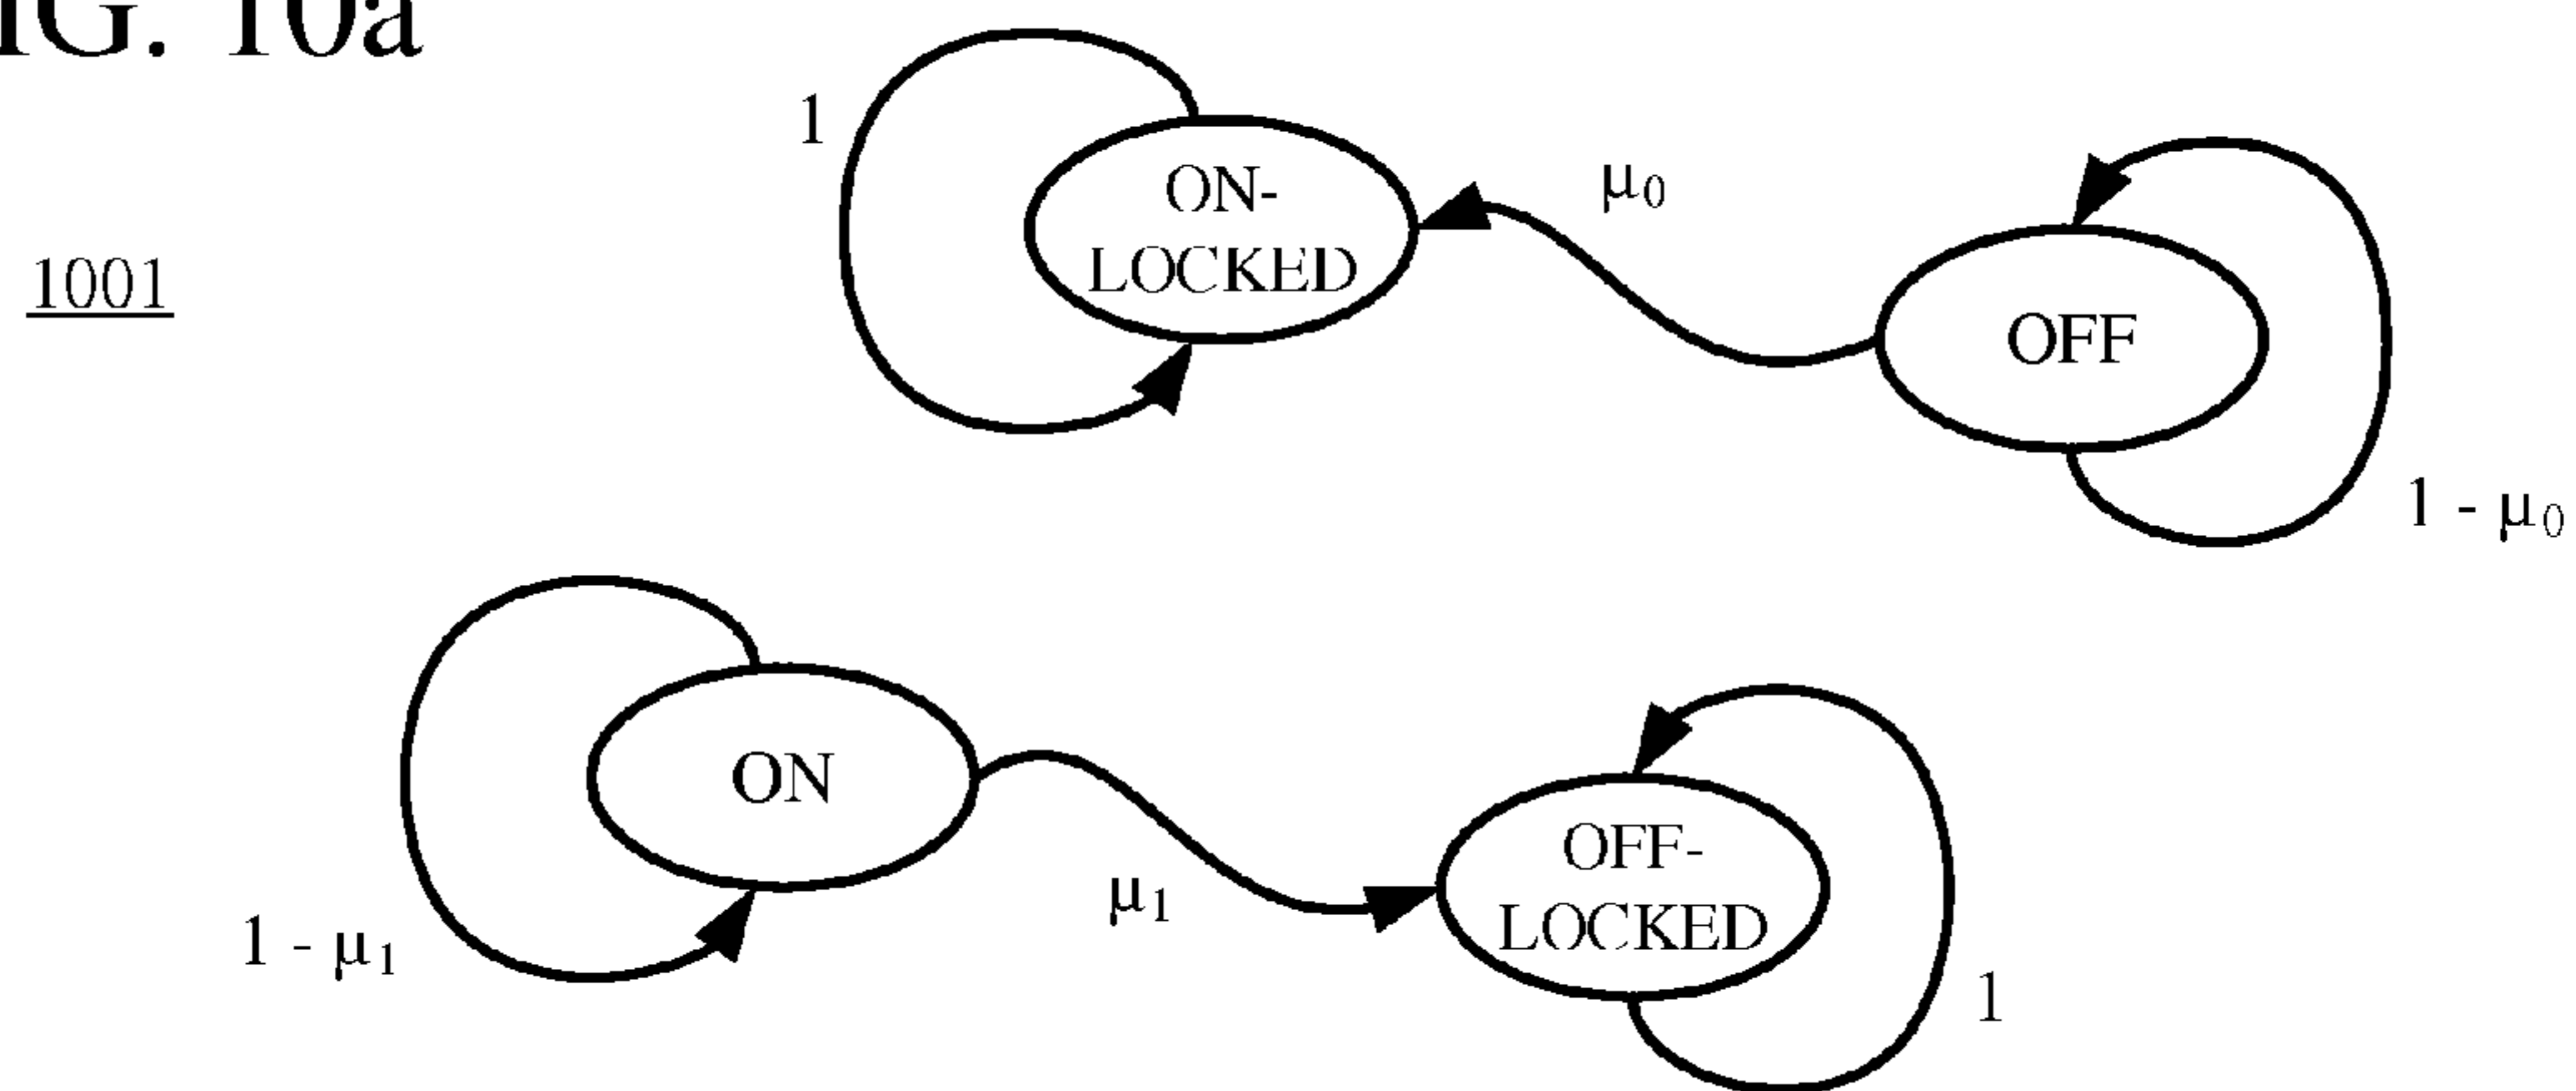 IG. 10a
1
ON-
LOCKED
μ0
1001
OFF
1 - μ0
ON
OFF-
LOCKED
μ1
1 - μ1
1